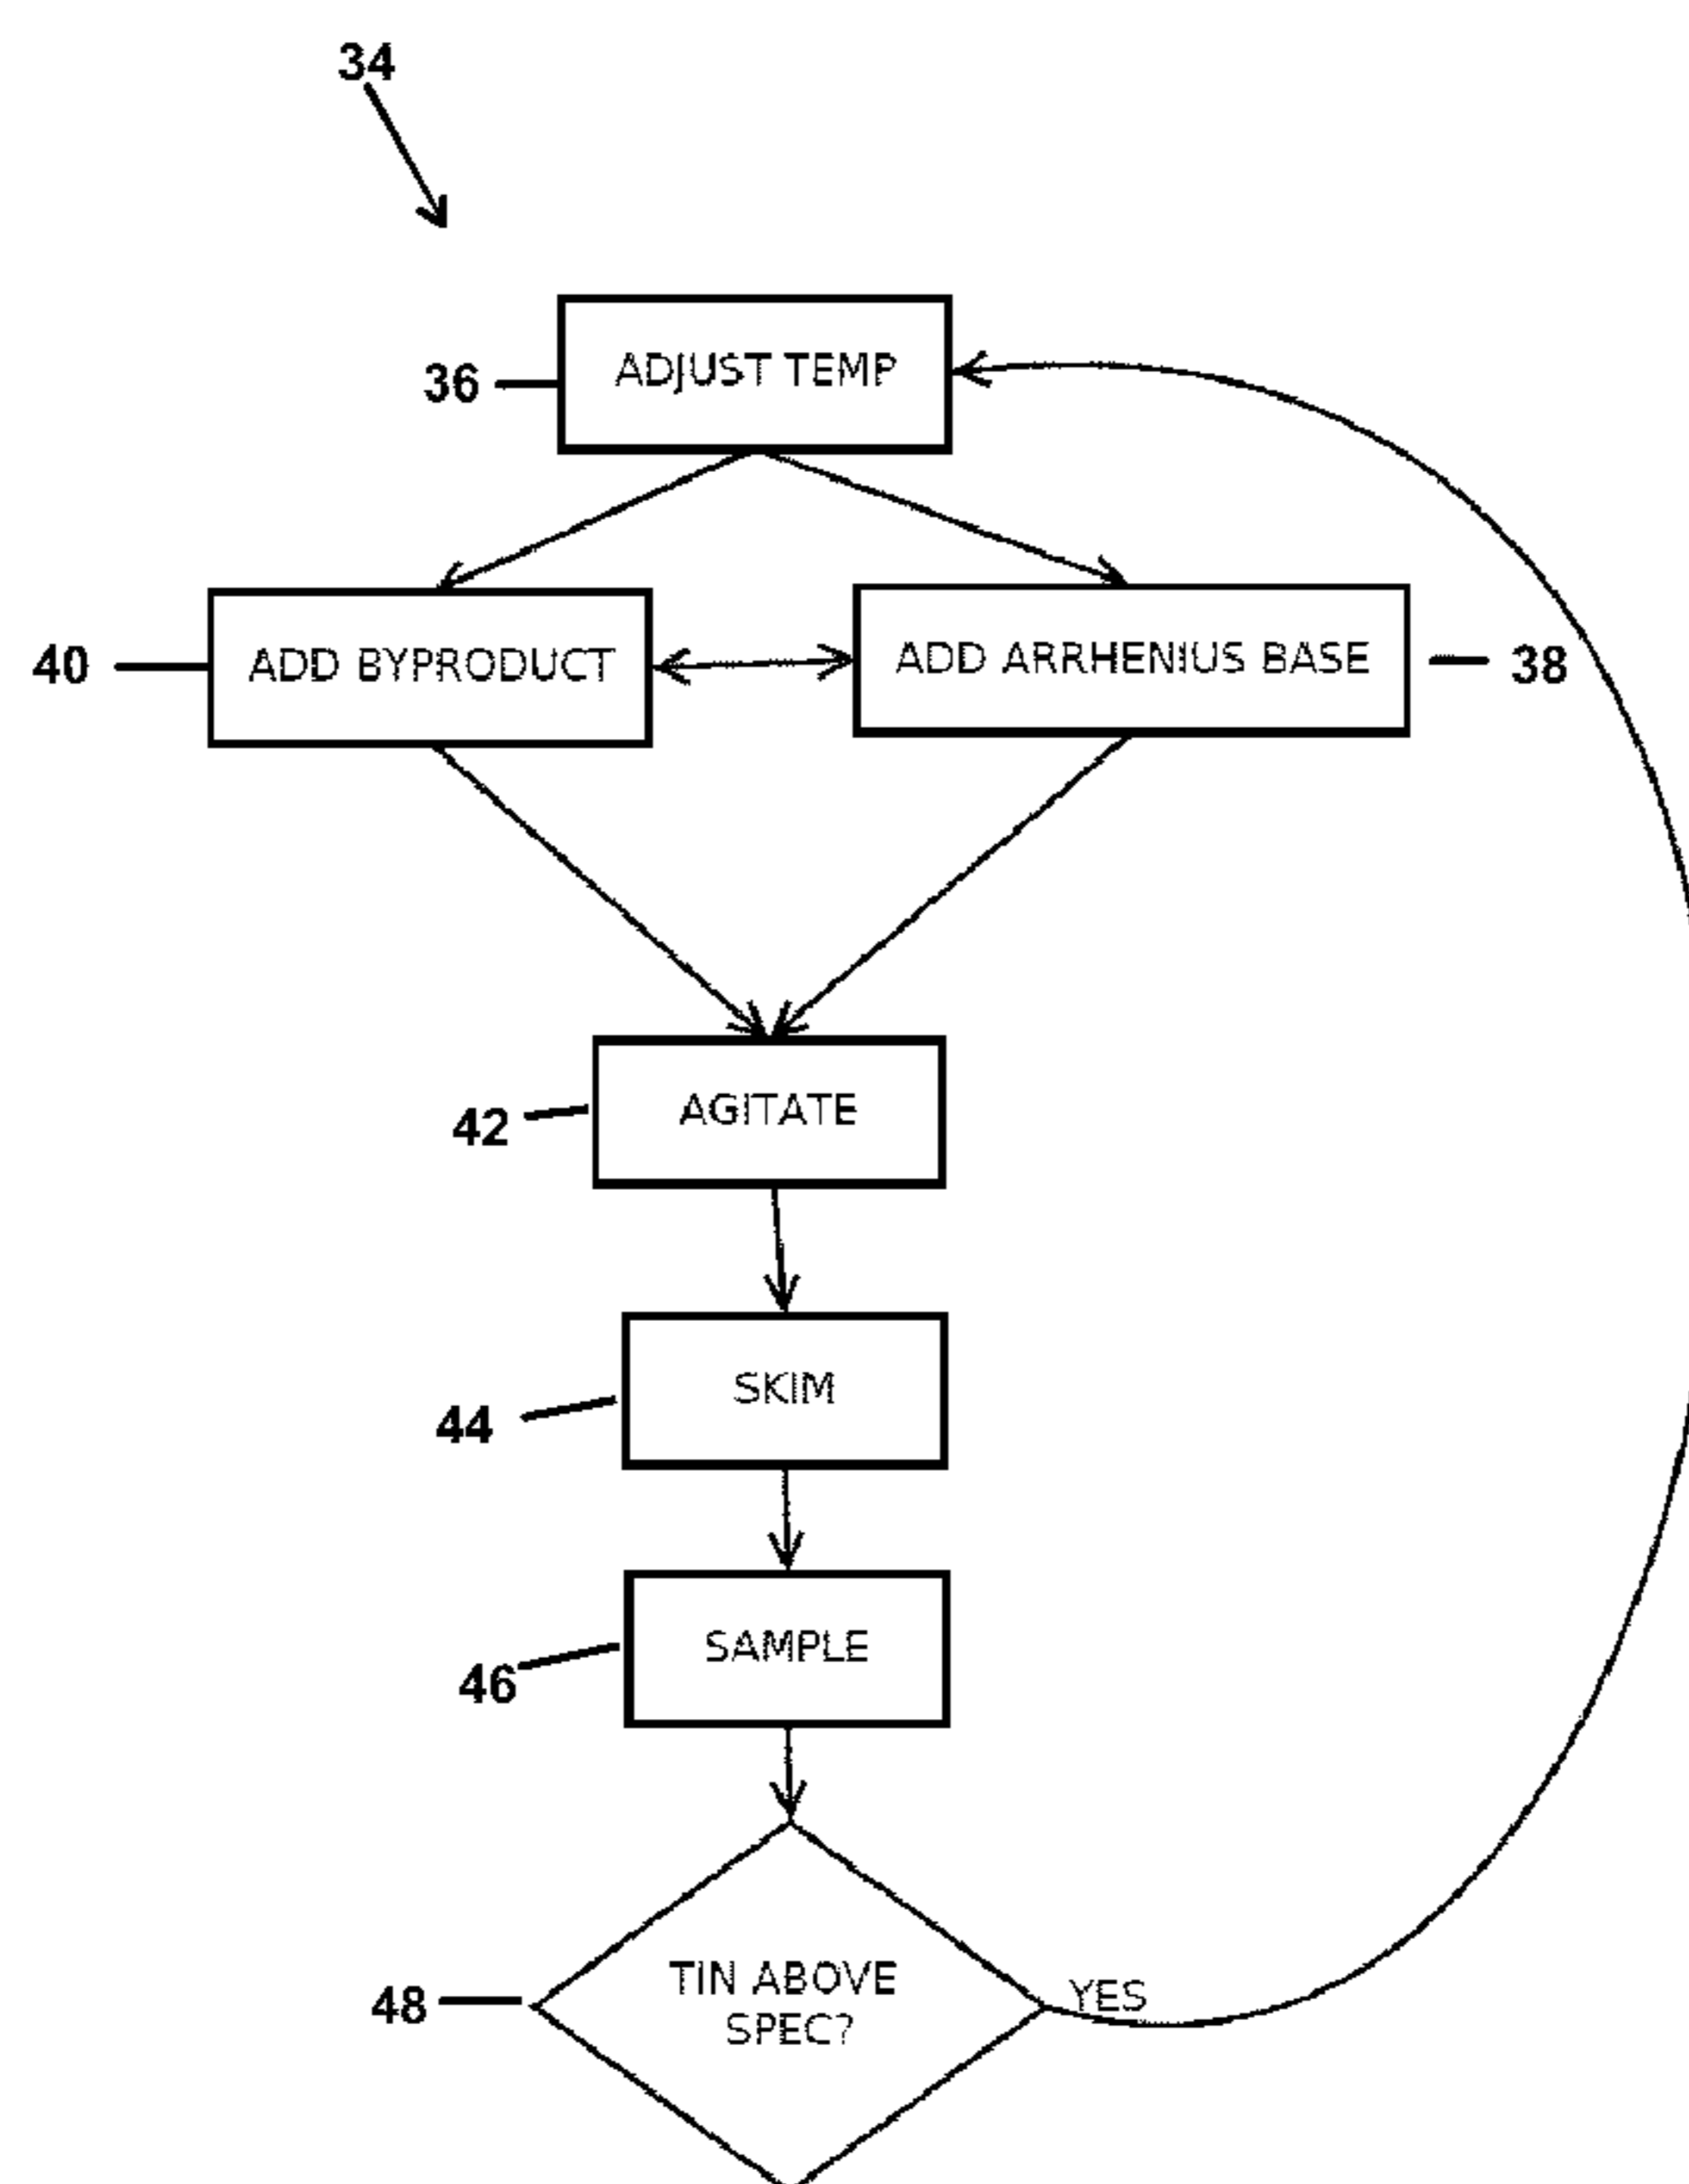 34
ADJUST TEMP
36
ADD BYPRODUCT
ADD ARRHENIUS BASE
40
38
AGITATE
42
SKIM
44
SAMPLE
46
TIN ABOVE
SPEC?
YES
48